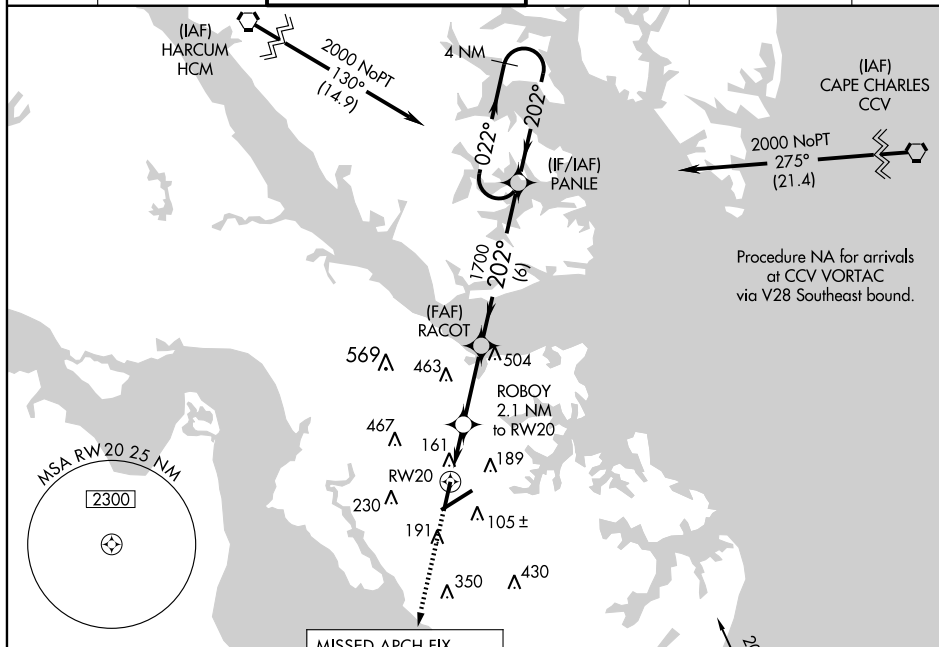 (IAF)
HARCUM
HCM
2000 NoPT
130°
(14.9)
4 NM
022°
202°
(IF/IAF)
PANLE
(IAF)
CAPE CHARLES
CCV
2000 NoPT
275°
(21.4)
Procedure NA for arrivals
at CCV VORTAC
via V28 Southeast bound.
1700
202°
(6)
(FAF)
RACOT
569
463
504
ROBOY
2.1 NM
to RW20
467
161
189
RW20
230
105 ±
191
350
430
MSA RW20 25 NM
2300
MISSED APCH FIX